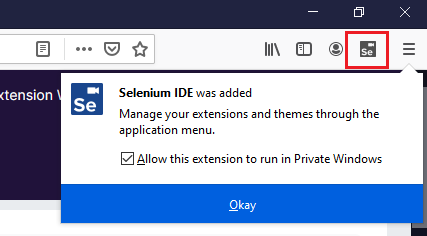 Se
xtension W
Se
Selenium IDE was added
Manage your extensions and themes through the
application menu.
Allow this extension to run in Private Windows
Okay